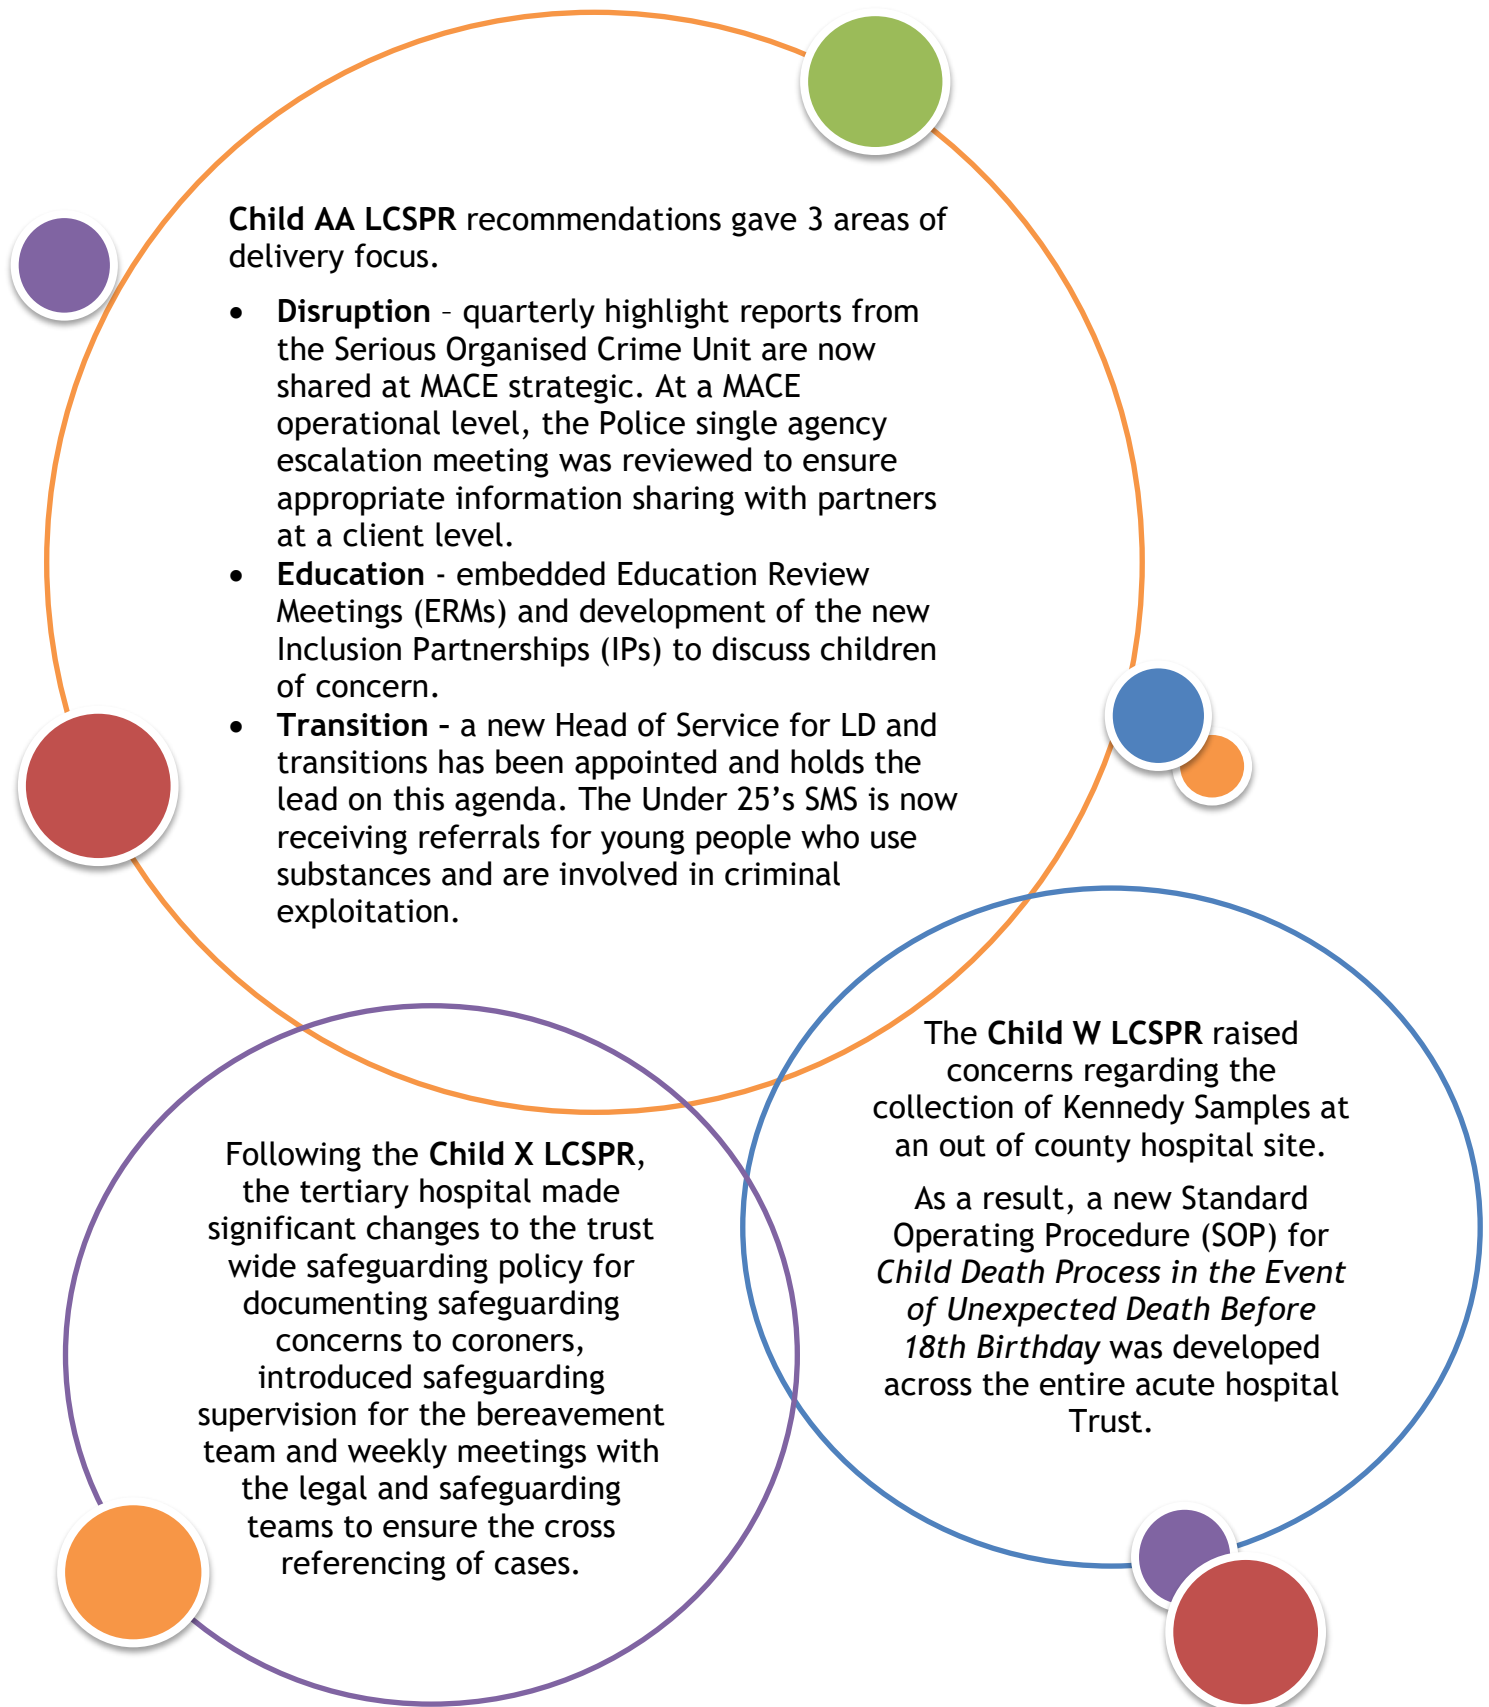 Child AA LCSPR recommendations gave 3 areas of
delivery focus.
• Disruption – quarterly highlight reports from
the Serious Organised Crime Unit are now
shared at MACE strategic. At a MACE
operational level, the Police single agency
escalation meeting was reviewed to ensure
appropriate information sharing with partners
at a client level.
• Education - embedded Education Review
Meetings (ERMs) and development of the new
Inclusion Partnerships (IPs) to discuss children
of concern.
• Transition – a new Head of Service for LD and
transitions has been appointed and holds the
lead on this agenda. The Under 25’s SMS is now
receiving referrals for young people who use
substances and are involved in criminal
exploitation.
Following the Child X LCSPR,
the tertiary hospital made
significant changes to the trust
wide safeguarding policy for
documenting safeguarding
concerns to coroners,
introduced safeguarding
supervision for the bereavement
team and weekly meetings with
the legal and safeguarding
teams to ensure the cross
referencing of cases.
The Child W LCSPR raised
concerns regarding the
collection of Kennedy Samples at
an out of county hospital site.
As a result, a new Standard
Operating Procedure (SOP) for
Child Death Process in the Event
of Unexpected Death Before
18th Birthday was developed
across the entire acute hospital
Trust.